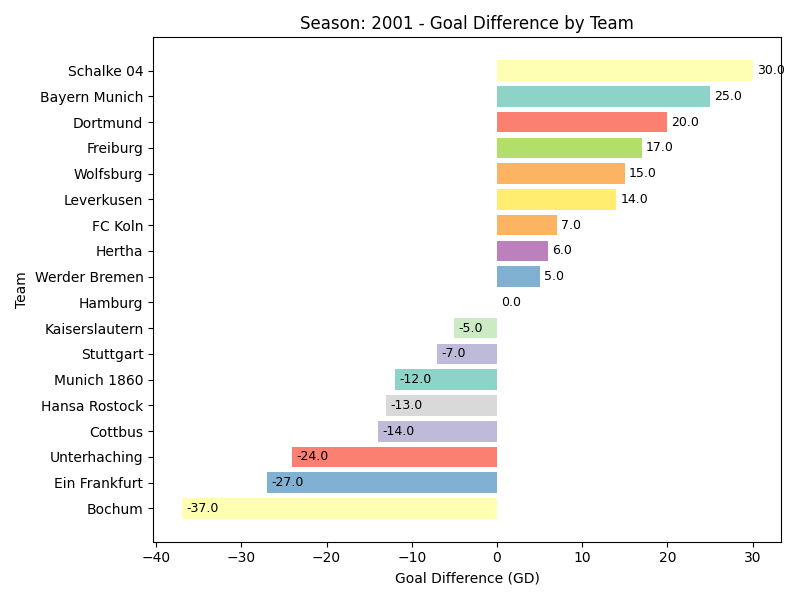 Season: 2001 - Goal Difference by Team
Schalke 04 30.0
Bayern Munich 25.0
Dortmund 20.0
Freiburg 17.0
Wolfsburg 15.0
Leverkusen 14.0
FC Koln 7.0
Hertha 6.0
Werder Bremen 5.0
Hamburg 0.0
Kaiserslautern -5.0
Stuttgart -7.0
Munich 1860 -12.0
Hansa Rostock -13.0
Cottbus -14.0
Unterhaching -24.0
Ein Frankfurt -27.0
Bochum -37.0
Team
−40 −30 −20 −10 0 10 20 30
Goal Difference (GD)